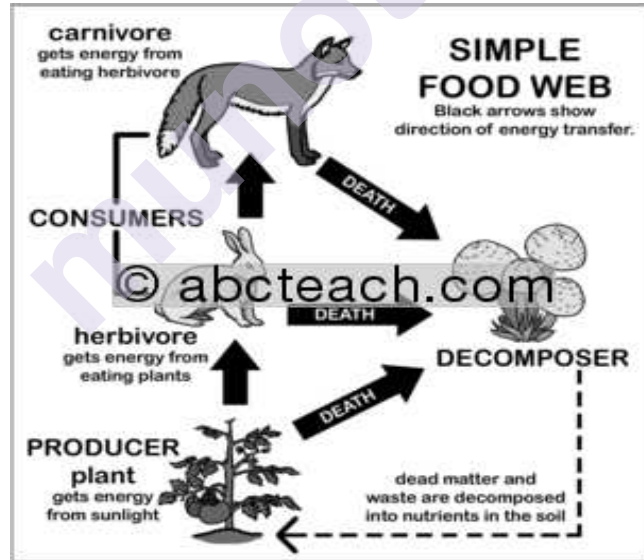 carnivore
gets energy from
eating herbivore
SIMPLE
FOOD WEB
Black arrows show
direction of energy transfer.
DEATH
CONSUMERS
© abcteach.com
DEATH
herbivore
gets energy from
eating plants
DECOMPOSER
DEATH
PRODUCER
plant
gets energy
from sunlight
dead matter and
waste are decomposed
into nutrients in the soil